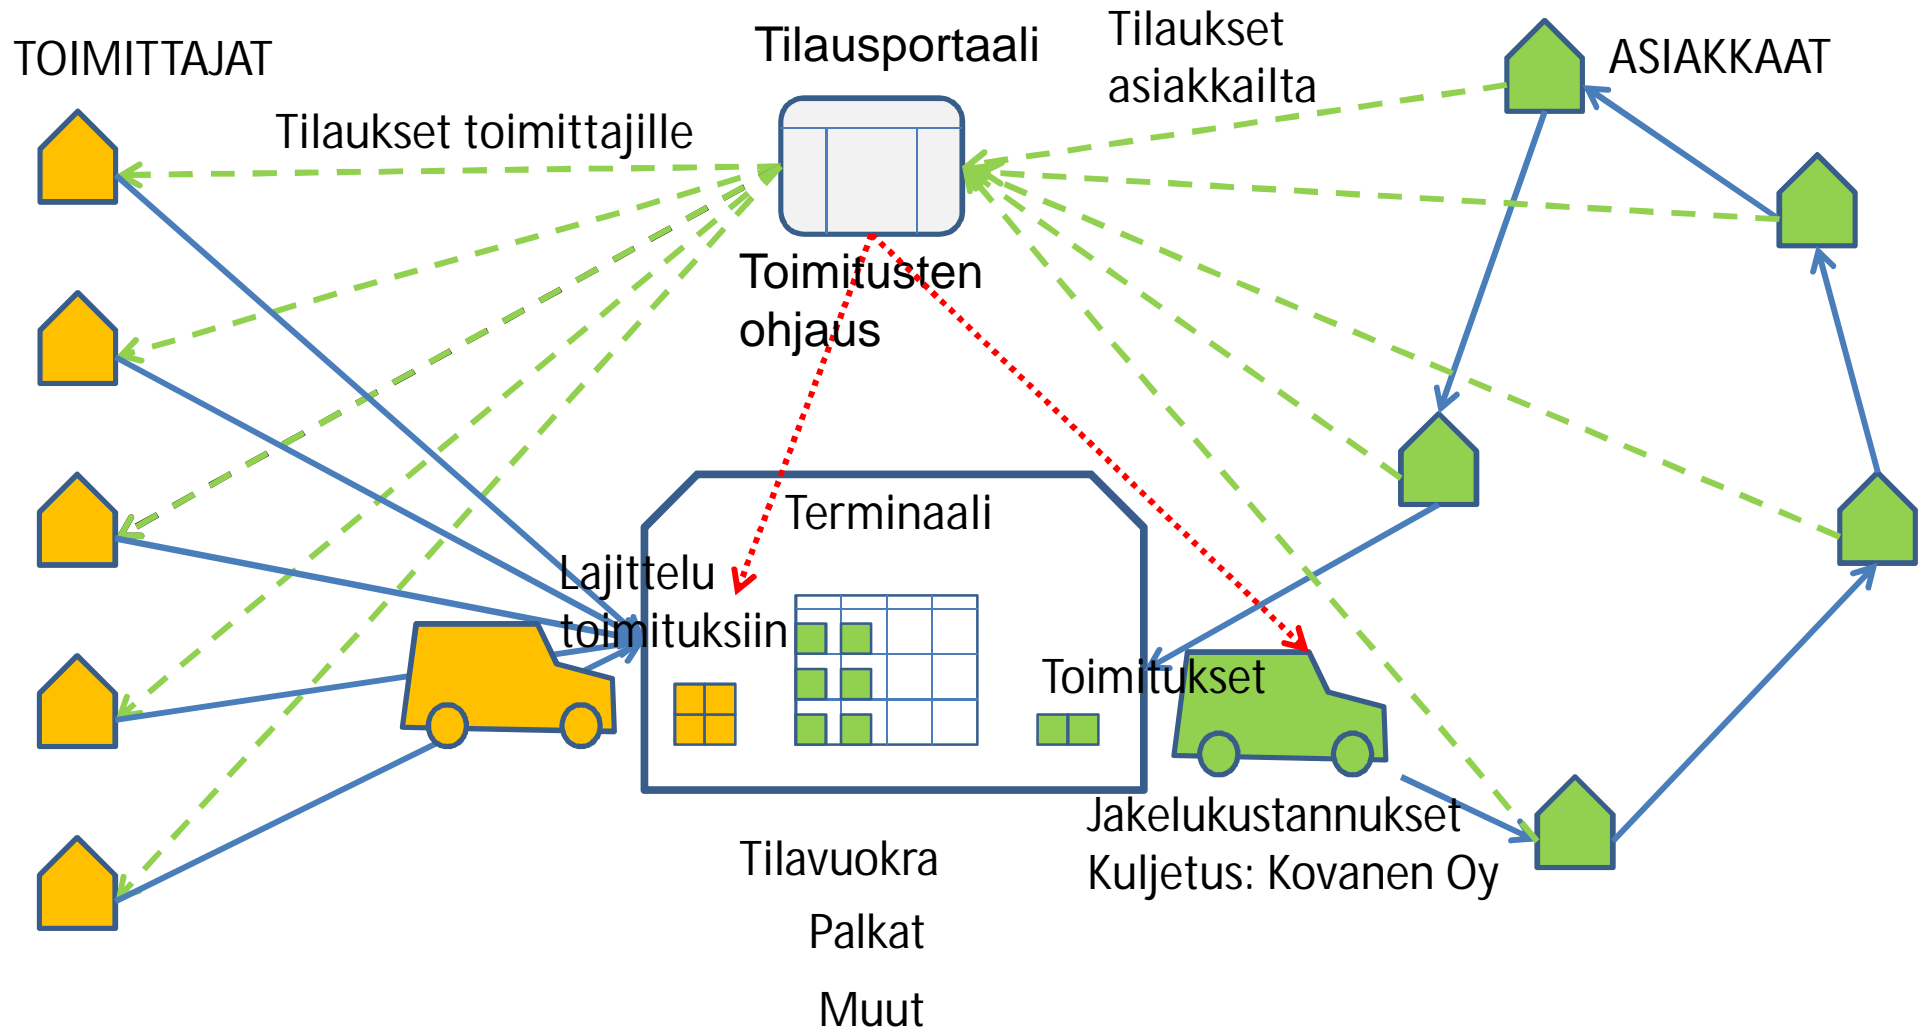 TOIMITTAJAT
Tilausportaali
Tilaukset
asiakkailta
ASIAKKAAT
Tilaukset toimittajille
Toimitusten
ohjaus
Terminaali
Lajittelu
toimituksiin
Toimitukset
Jakelukustannukset
Kuljetus: Kovanen Oy
Tilavuokra
Palkat
Muut